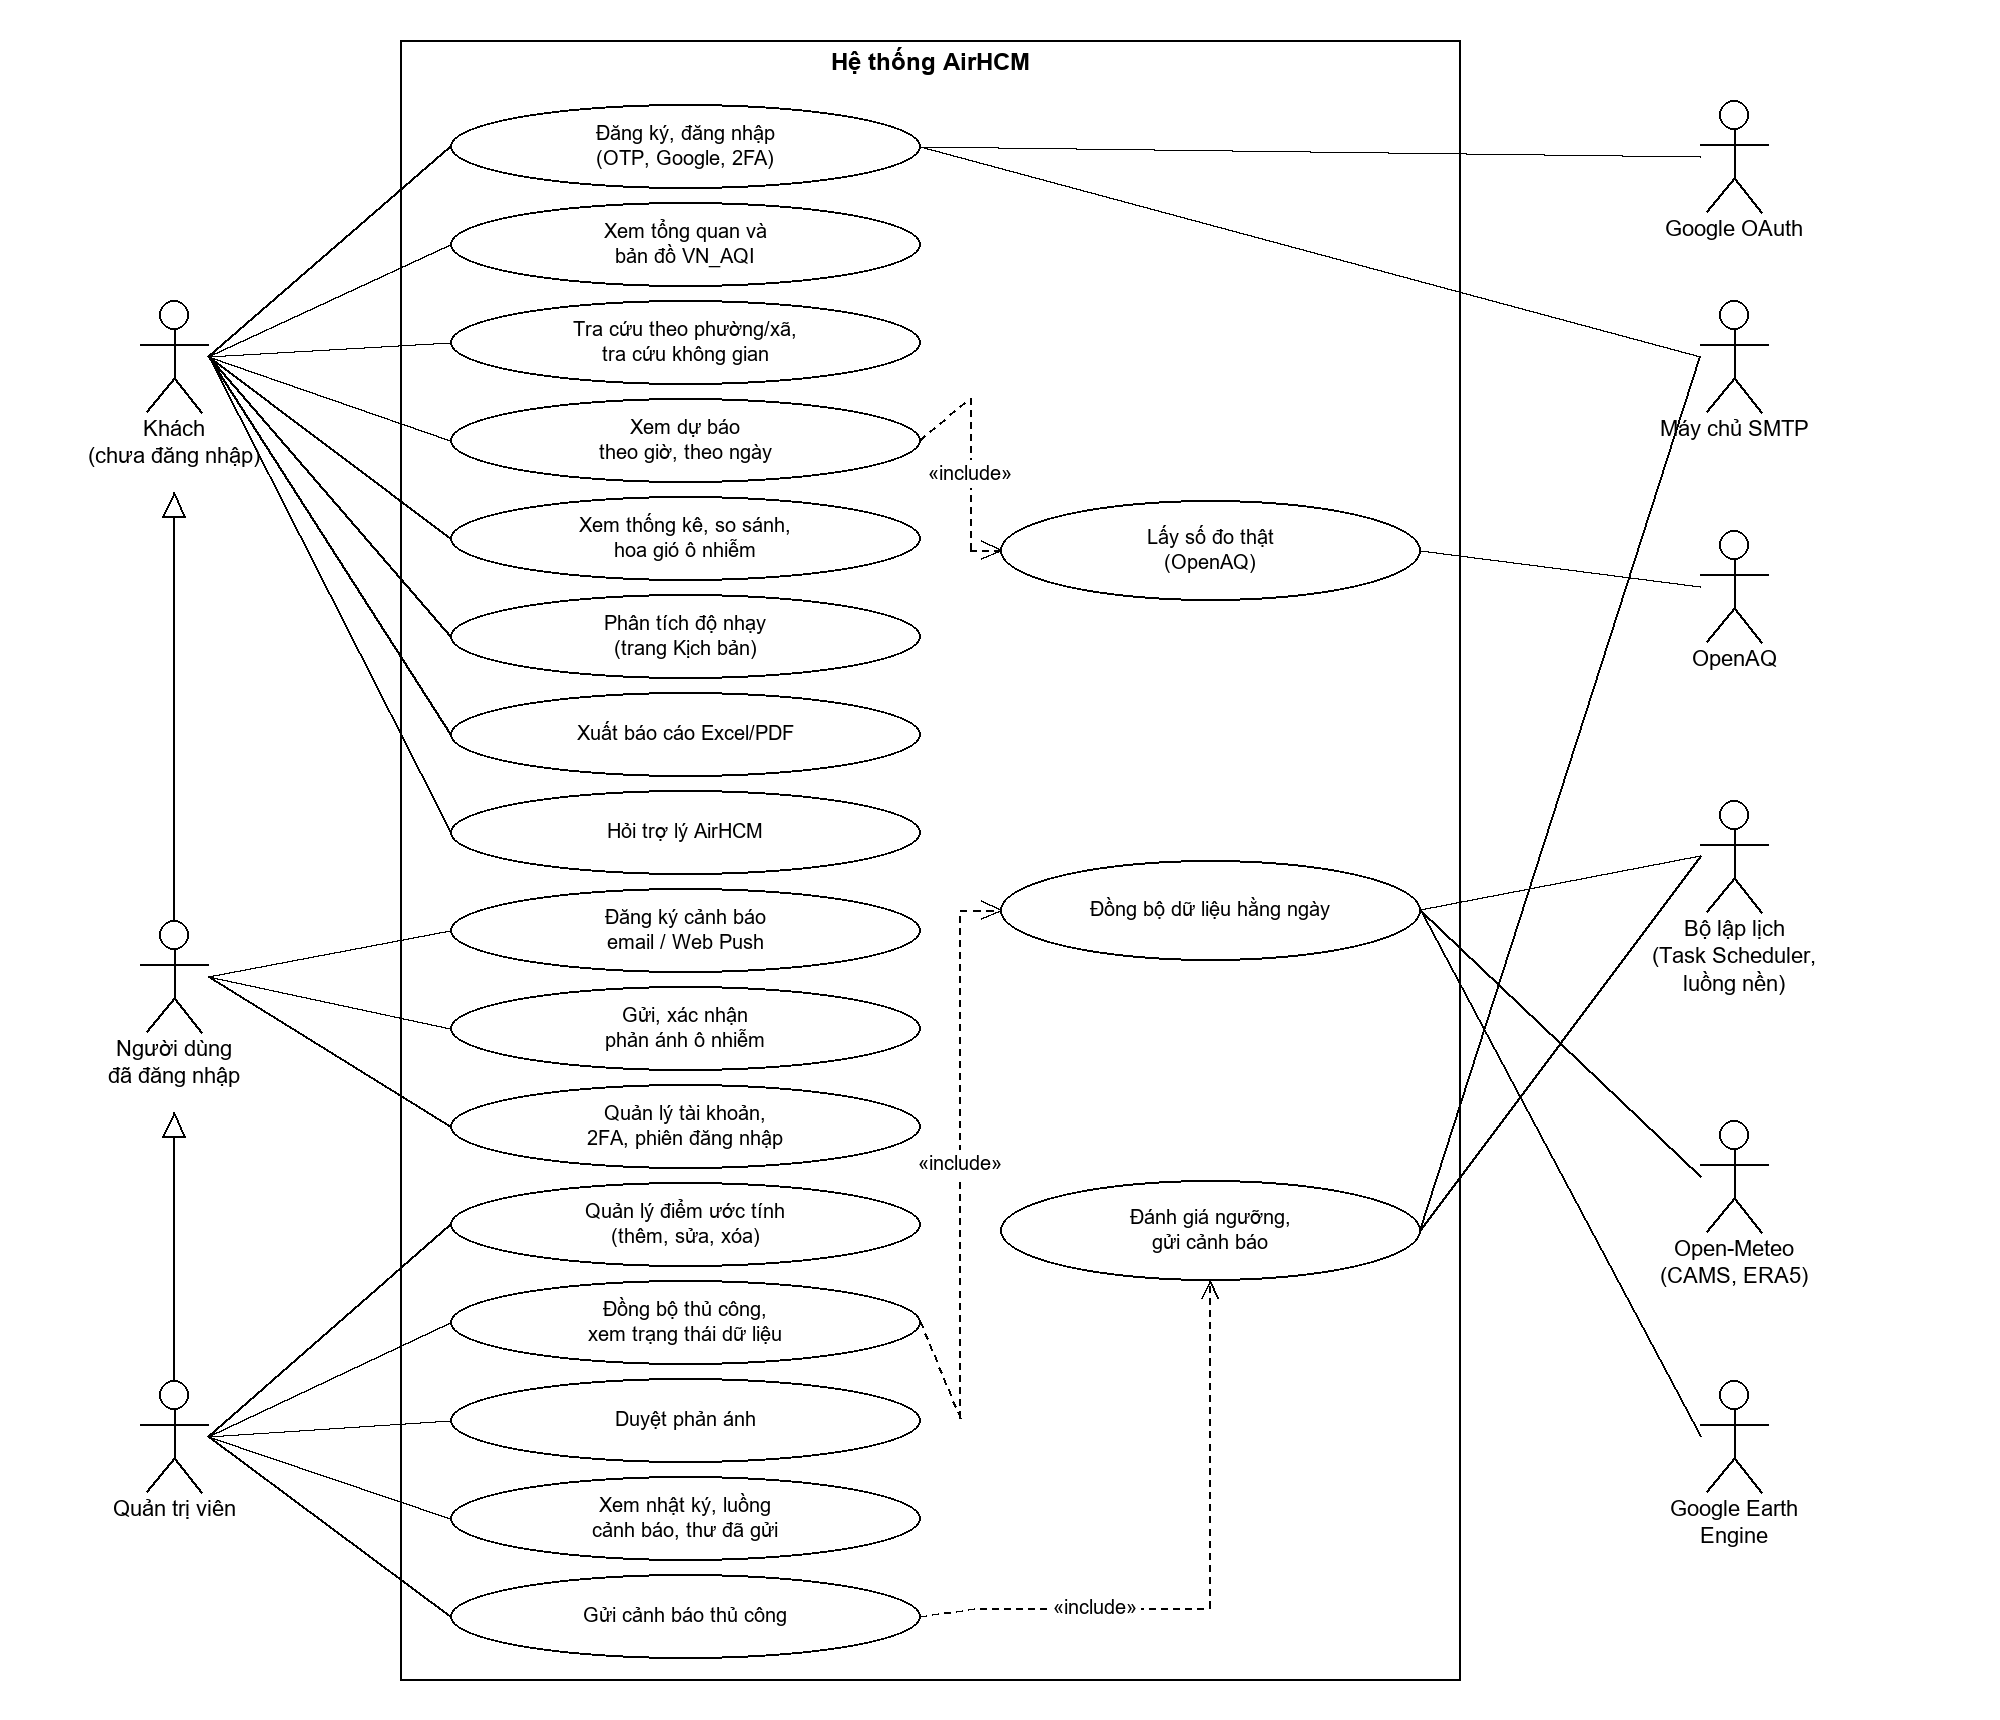 Hệ thống AirHCM
Đăng ký, đăng nhập
(OTP, Google, 2FA)
Xem tổng quan và
bản đồ VN_AQI
Tra cứu theo phường/xã,
tra cứu không gian
Xem dự báo
theo giờ, theo ngày
Xem thống kê, so sánh,
hoa gió ô nhiễm
Phân tích độ nhạy
(trang Kịch bản)
Xuất báo cáo Excel/PDF
Hỏi trợ lý AirHCM
Đăng ký cảnh báo
email / Web Push
Gửi, xác nhận
phản ánh ô nhiễm
Quản lý tài khoản,
2FA, phiên đăng nhập
Quản lý điểm ước tính
(thêm, sửa, xóa)
Đồng bộ thủ công,
xem trạng thái dữ liệu
Duyệt phản ánh
Xem nhật ký, luồng
cảnh báo, thư đã gửi
Gửi cảnh báo thủ công
Khách
(chưa đăng nhập)
Người dùng
đã đăng nhập
Quản trị viên
«include»
«include»
«include»
Lấy số đo thật
(OpenAQ)
Đồng bộ dữ liệu hằng ngày
Đánh giá ngưỡng,
gửi cảnh báo
Google OAuth
Máy chủ SMTP
OpenAQ
Bộ lập lịch
(Task Scheduler,
luồng nền)
Open-Meteo
(CAMS, ERA5)
Google Earth
Engine